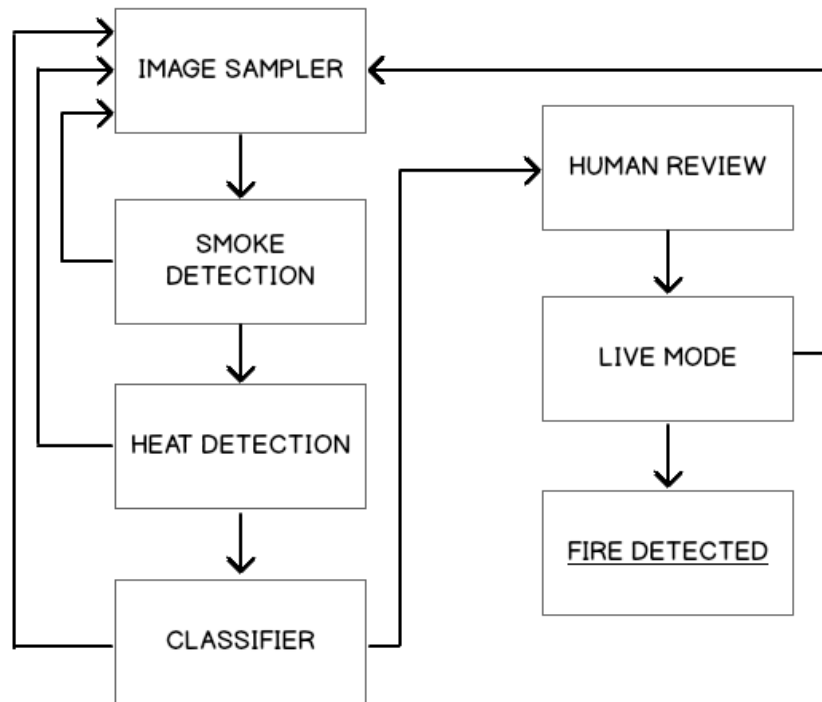 IMAGE SAMPLER
SMOKE
DETECTION
HEAT DETECTION
CLASSIFIER
HUMAN REVIEW
LIVE MODE
FIRE DETECTED